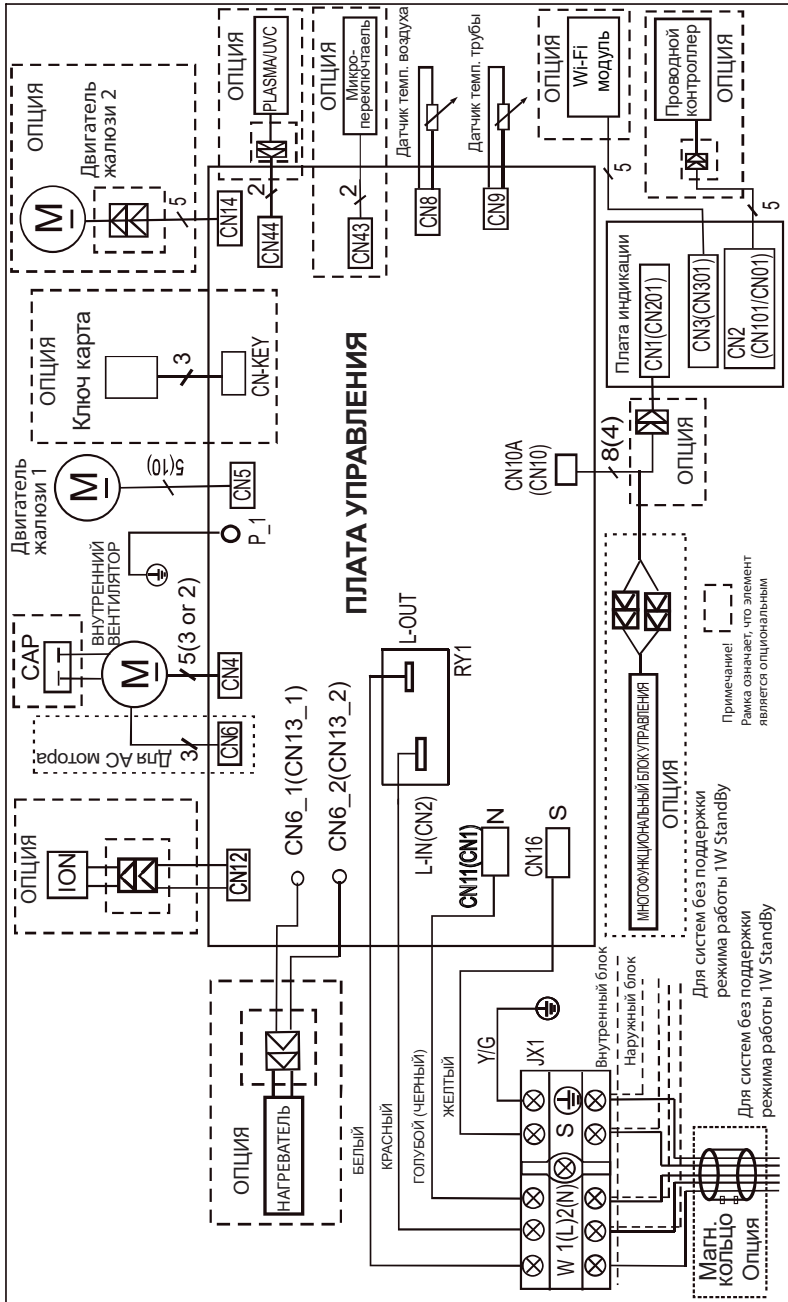 ОПЦИЯ
НАГРЕВАТЕЛЬ
ОПЦИЯ
ION
CN12
Для АС мотора
3
CN6
CAP
ВНУТРЕННИЙ
ВЕНТИЛЯТОР
M
5(3 or 2)
CN4
P_1
Двигатель
жалюзи 1
M
5(10)
CN5
ОПЦИЯ
Ключ карта
3
CN-KEY
ОПЦИЯ
Двигатель
жалюзи 2
M
5
CN14
ОПЦИЯ
PLASMA/UVC
2
CN44
ОПЦИЯ
Микро-
переключтаель
2
CN43
Датчик темп. воздуха
CN8
Датчик темп. трубы
CN9
ОПЦИЯ
Wi-Fi
модуль
5
Проводной
контроллер
ОПЦИЯ
5
Плата индикации
CN1(CN201)
CN3(CN301)
CN2
(CN101/CN01)
ПЛАТА УПРАВЛЕНИЯ
CN6_1(CN13_1)
CN6_2(CN13_2)
L-OUT
RY1
L-IN(CN2)
CN11(CN1)
N
CN16
S
CN10A
(CN10)
8(4)
ОПЦИЯ
МНОГОФУНКЦИОНАЛЬНЫЙ БЛОК УПРАВЛЕНИЯ
ОПЦИЯ
Примечание!
Рамка означает, что элемент
является опциональным
БЕЛЫЙ
КРАСНЫЙ
ГОЛУБОЙ (ЧЕРНЫЙ)
ЖЕЛТЫЙ
Y/G
JX1
W 1(L)2(N)
S
Внутренный блок
Наружный блок
Для систем без поддержки
режима работы 1W StandBy
Для систем без поддержки
режима работы 1W StandBy
Магн.
кольцо
Опция